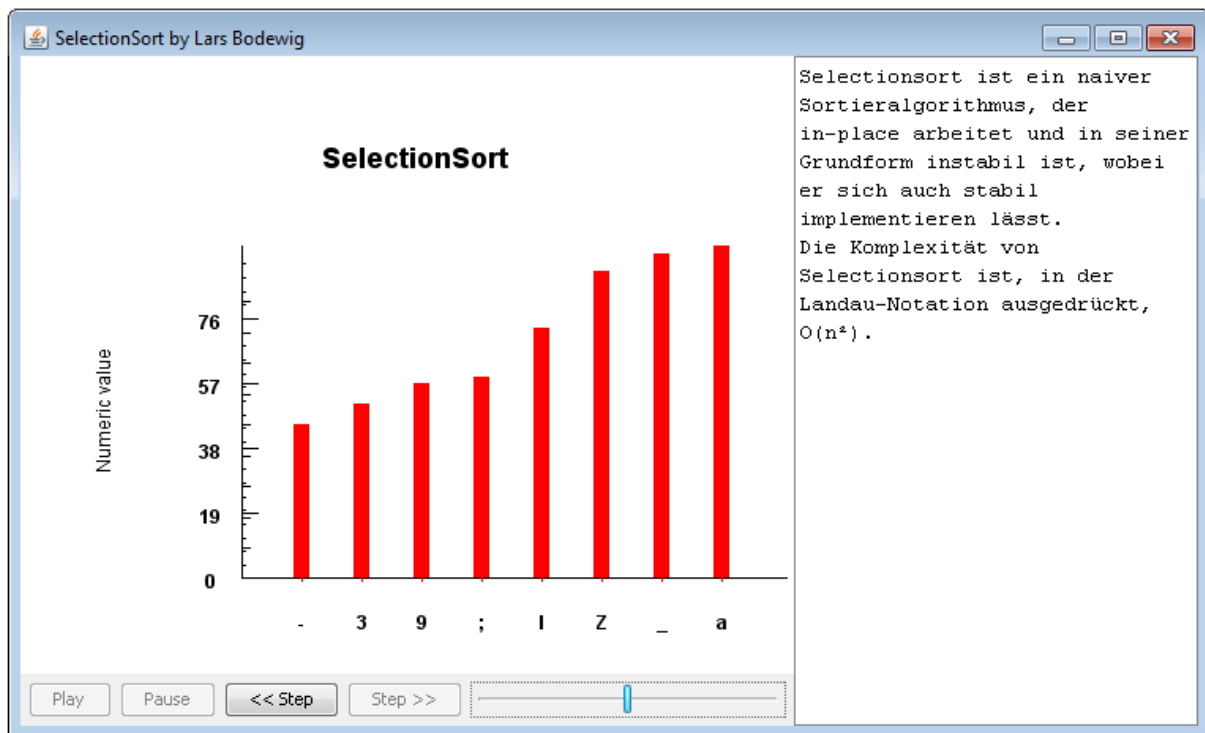 SelectionSort by Lars Bodewig
SelectionSort
Numeric value
76
57
38
19
0
- 3 9 ; I Z _ a
Play Pause << Step Step >>
Selectionsort ist ein naiver
Sortieralgorithmus, der
in-place arbeitet und in seiner
Grundform instabil ist, wobei
er sich auch stabil
implementieren lässt.
Die Komplexität von
Selectionsort ist, in der
Landau-Notation ausgedrückt,
O(n²).